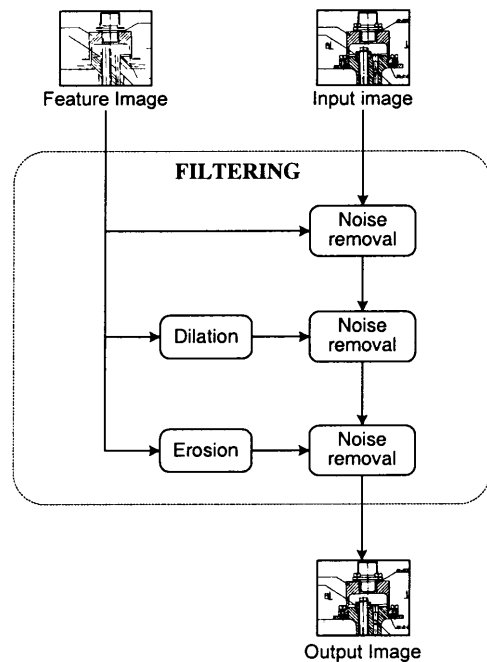 Feature Image
Input image
FILTERING
Noise
removal
Dilation
Noise
removal
Erosion
Noise
removal
Output Image